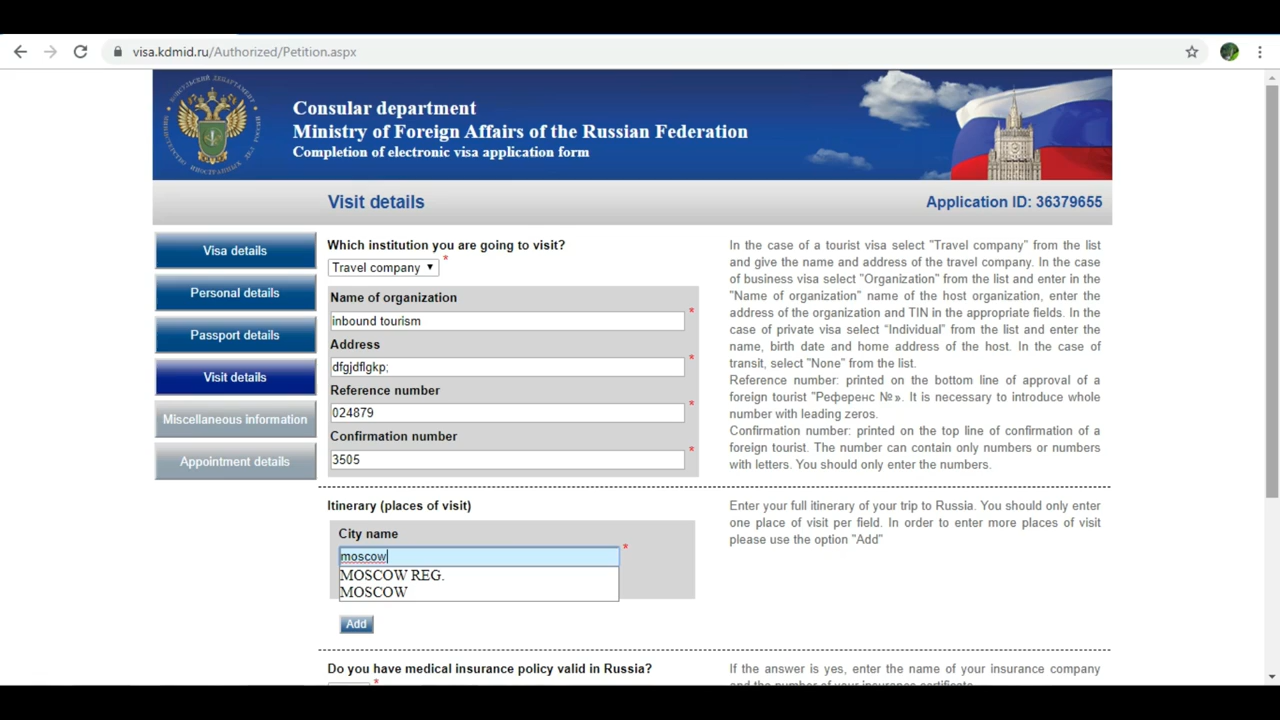 visa.kdmid.ru/Authorized/Petition.aspx
Consular department
Ministry of Foreign Affairs of the Russian Federation
Completion of electronic visa application form
Visit details
Application ID: 36379655
Visa details
Personal details
Passport details
Visit details
Miscellaneous information
Appointment details
Which institution you are going to visit?
Travel company
*
Name of organization
inbound tourism
*
Address
dfgjdflgkp;
*
Reference number
024879
*
Confirmation number
3505
*
In the case of a tourist visa select "Travel company" from the list
and give the name and address of the travel company. In the case
of business visa select "Organization" from the list and enter in the
"Name of organization" name of the host organization, enter the
address of the organization and TIN in the appropriate fields. In the
case of private visa select “Individual” from the list and enter the
name, birth date and home address of the host. In the case of
transit, select "None" from the list.
Reference number: printed on the bottom line of approval of a
foreign tourist "Референс №». It is necessary to introduce whole
number with leading zeros.
Confirmation number: printed on the top line of confirmation of a
foreign tourist. The number can contain only numbers or numbers
with letters. You should only enter the numbers.
Itinerary (places of visit)
City name
moscow
*
MOSCOW REG.
MOSCOW
Add
Enter your full itinerary of your trip to Russia. You should only enter
one place of visit per field. In order to enter more places of visit
please use the option "Add"
Do you have medical insurance policy valid in Russia?
*
If the answer is yes, enter the name of your insurance company
and the number of your insurance certificate